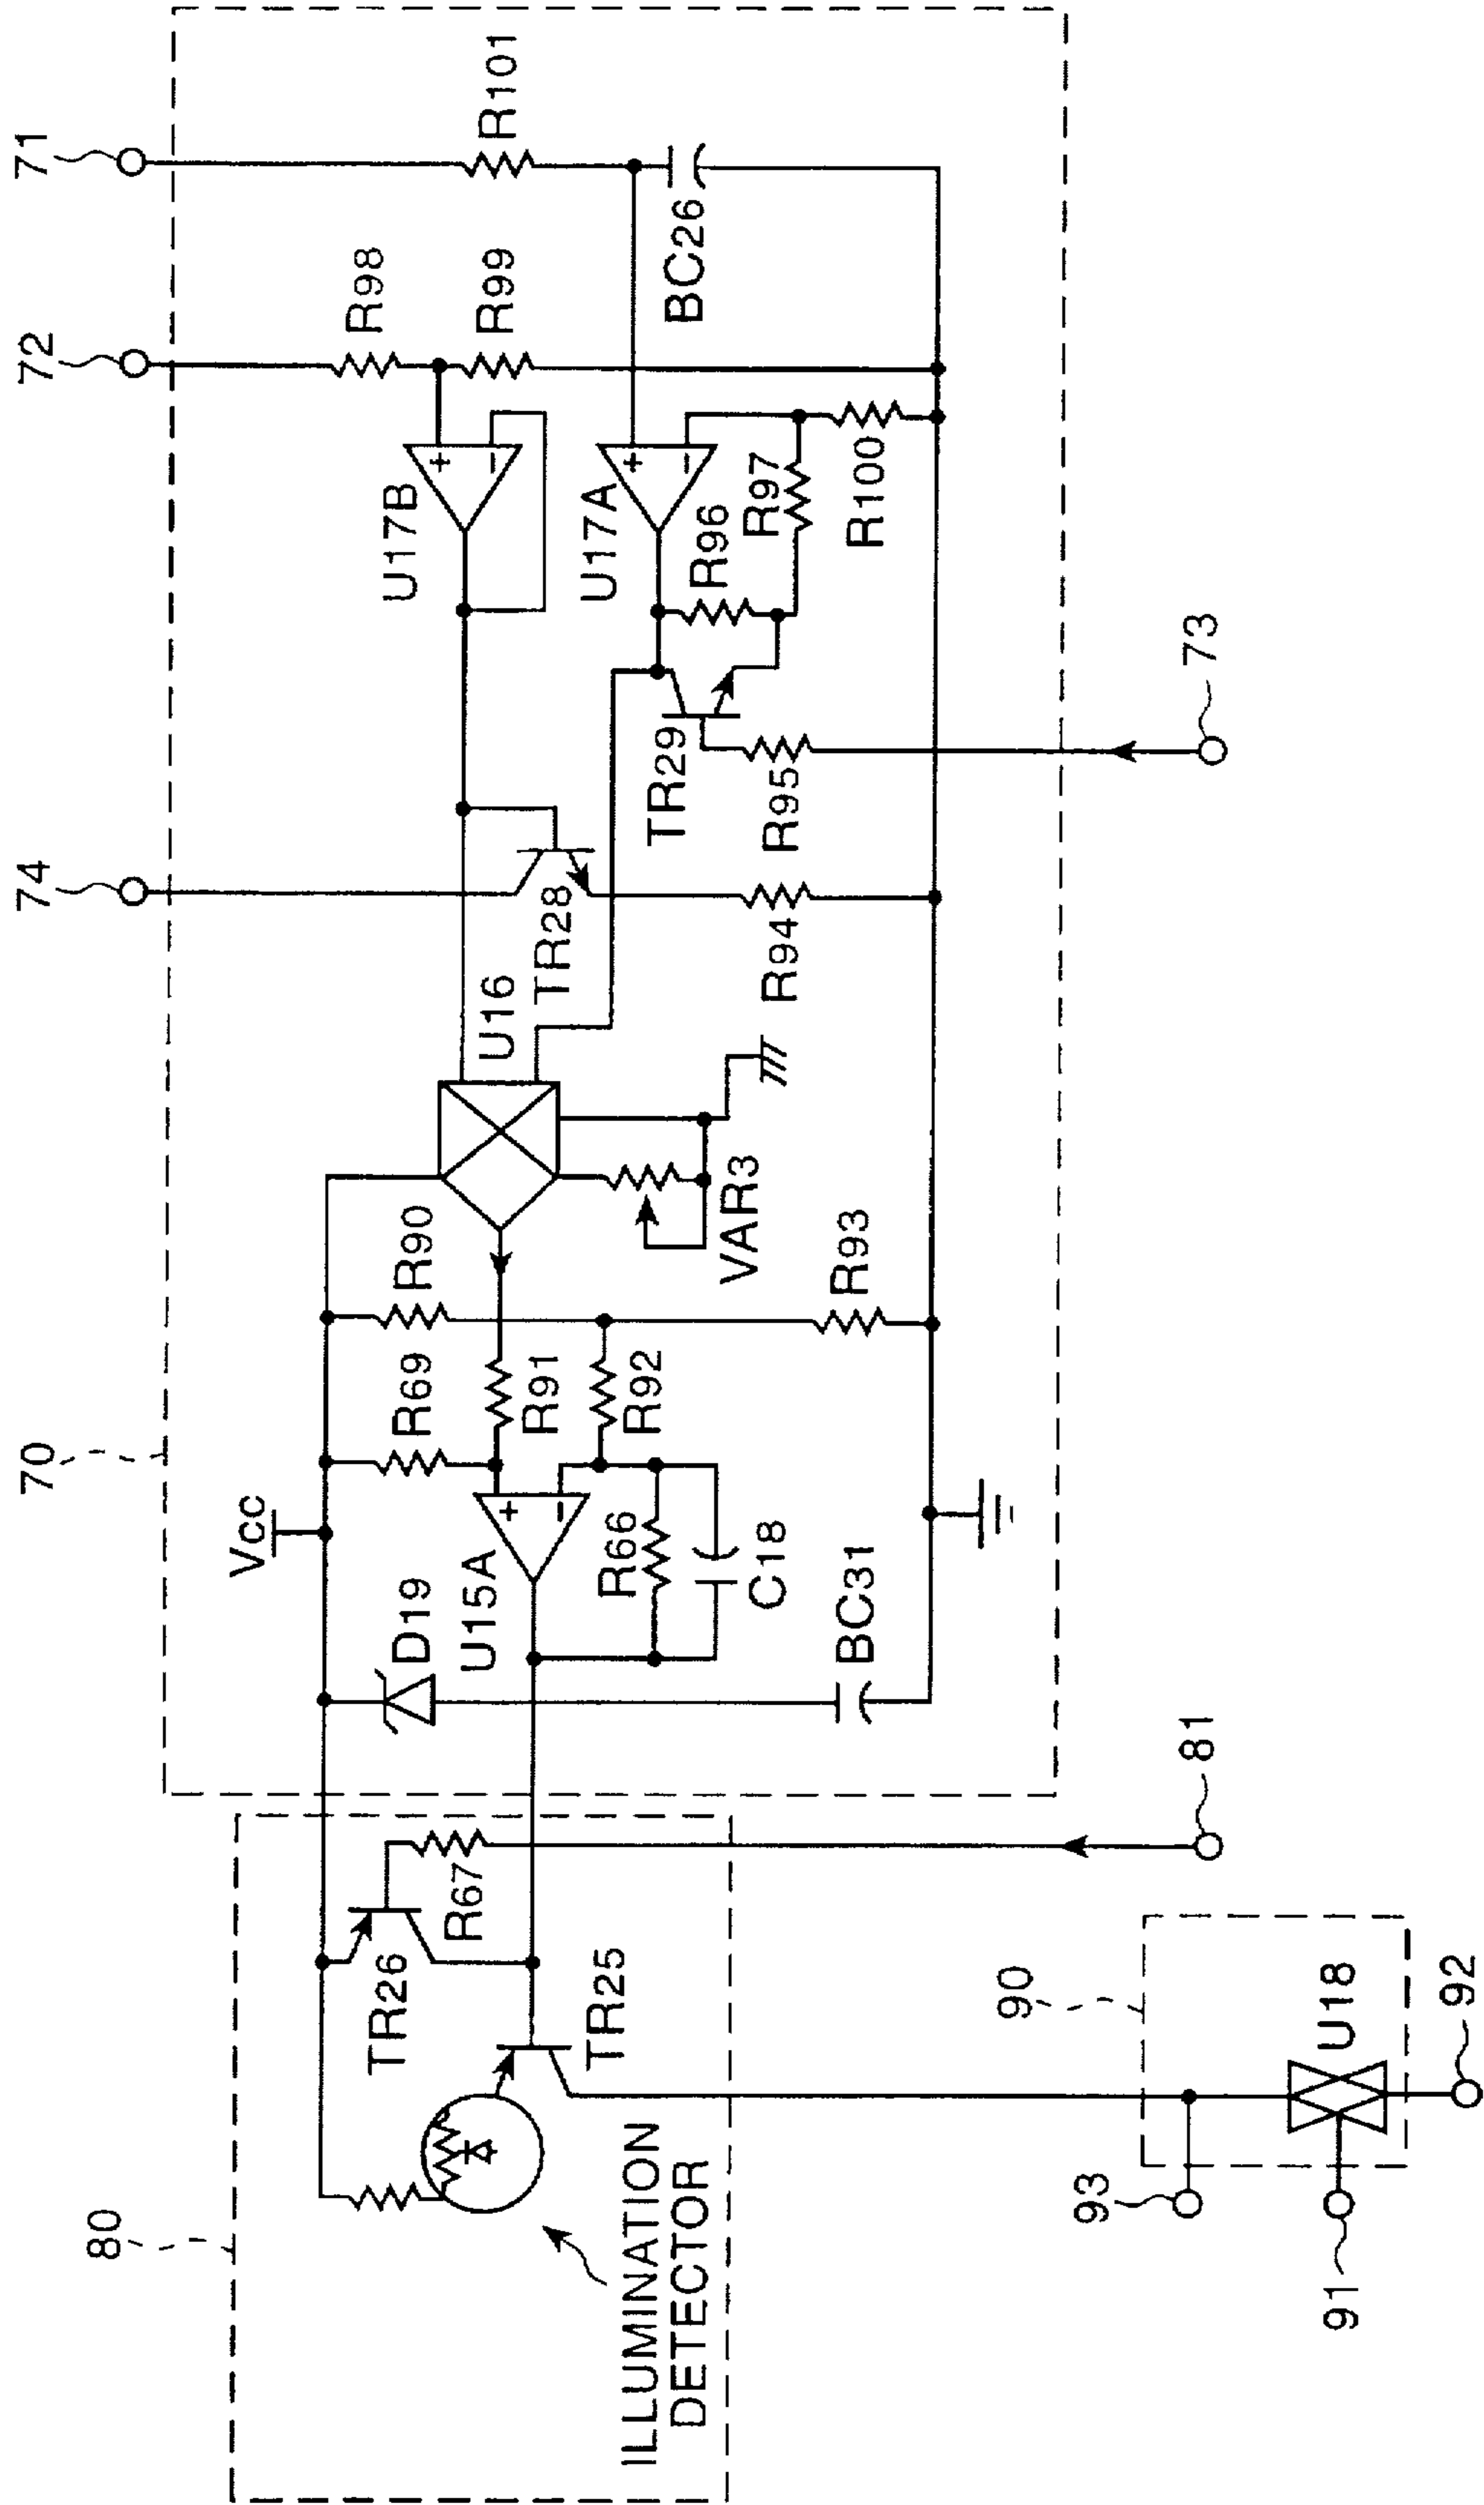 71
72
74
70
80
R101
R98
R99
BC26
U17B
U17A
R96
R97
R100
TR29
R95
73
TR28
R94
U16
VAR3
R90
R93
R69
R91
R92
Vcc
D19
U15A
R66
C18
BC31
81
R67
TR26
TR25
ILLUMINATION
DETECTOR
90
U18
92
93
91
+
−
+
−
+
−